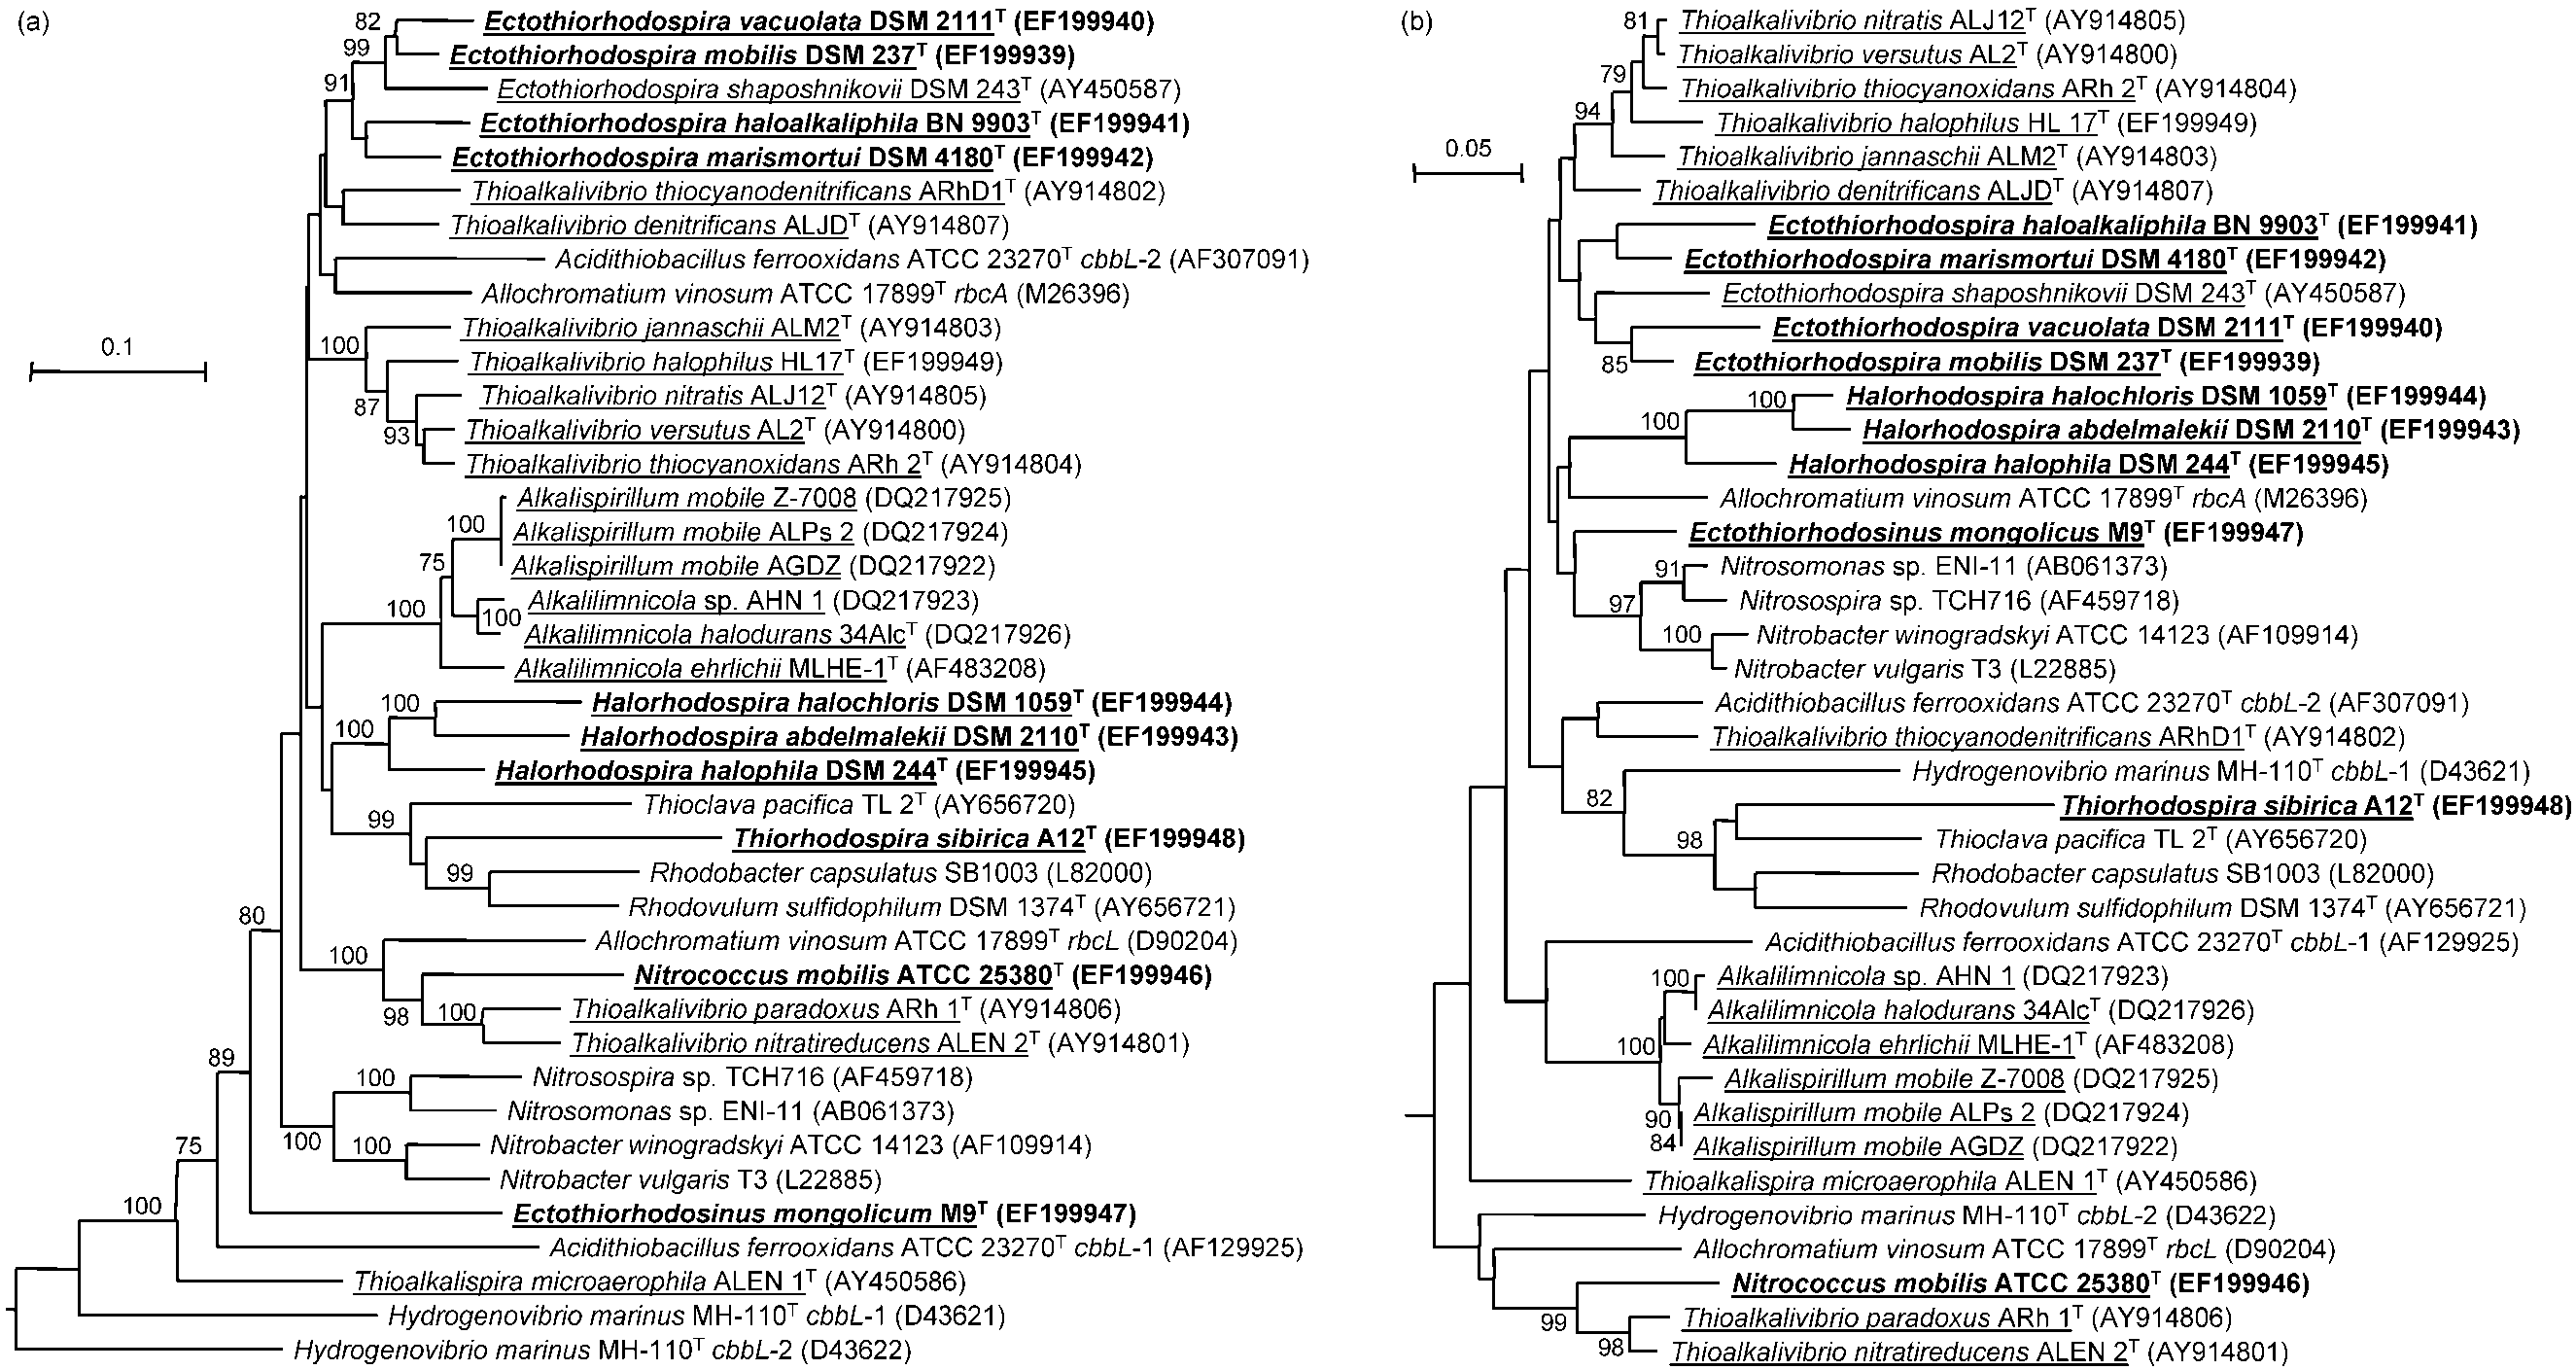 (a)
82
Ectothiorhodospira vacuolata DSM 2111ᵀ (EF199940)
99
Ectothiorhodospira mobilis DSM 237ᵀ (EF199939)
91
Ectothiorhodospira shaposhnikovii DSM 243ᵀ (AY450587)
Ectothiorhodospira haloalkaliphila BN 9903ᵀ (EF199941)
Ectothiorhodospira marismortui DSM 4180ᵀ (EF199942)
Thioalkalivibrio thiocyanodenitrificans ARhD1ᵀ (AY914802)
Thioalkalivibrio denitrificans ALJDᵀ (AY914807)
Acidithiobacillus ferrooxidans ATCC 23270ᵀ cbbL-2 (AF307091)
Allochromatium vinosum ATCC 17899ᵀ rbcA (M26396)
0.1
100
Thioalkalivibrio jannaschii ALM2ᵀ (AY914803)
Thioalkalivibrio halophilus HL17ᵀ (EF199949)
87
Thioalkalivibrio nitratis ALJ12ᵀ (AY914805)
93
Thioalkalivibrio versutus AL2ᵀ (AY914800)
Thioalkalivibrio thiocyanoxidans ARh 2ᵀ (AY914804)
Alkalispirillum mobile Z-7008 (DQ217925)
100
Alkalispirillum mobile ALPs 2 (DQ217924)
75
Alkalispirillum mobile AGDZ (DQ217922)
100
Alkalilimnicola sp. AHN 1 (DQ217923)
100
Alkalilimnicola halodurans 34Alcᵀ (DQ217926)
Alkalilimnicola ehrlichii MLHE-1ᵀ (AF483208)
100
Halorhodospira halochloris DSM 1059ᵀ (EF199944)
100
Halorhodospira abdelmalekii DSM 2110ᵀ (EF199943)
Halorhodospira halophila DSM 244ᵀ (EF199945)
Thioclava pacifica TL 2ᵀ (AY656720)
99
Thiorhodospira sibirica A12ᵀ (EF199948)
99
Rhodobacter capsulatus SB1003 (L82000)
Rhodovulum sulfidophilum DSM 1374ᵀ (AY656721)
80
Allochromatium vinosum ATCC 17899ᵀ rbcL (D90204)
100
Nitrococcus mobilis ATCC 25380ᵀ (EF199946)
98
100
Thioalkalivibrio paradoxus ARh 1ᵀ (AY914806)
Thioalkalivibrio nitratireducens ALEN 2ᵀ (AY914801)
89
100
Nitrosospira sp. TCH716 (AF459718)
Nitrosomonas sp. ENI-11 (AB061373)
100
100
Nitrobacter winogradskyi ATCC 14123 (AF109914)
75
Nitrobacter vulgaris T3 (L22885)
100
Ectothiorhodosinus mongolicum M9ᵀ (EF199947)
Acidithiobacillus ferrooxidans ATCC 23270ᵀ cbbL-1 (AF129925)
Thioalkalispira microaerophila ALEN 1ᵀ (AY450586)
Hydrogenovibrio marinus MH-110ᵀ cbbL-1 (D43621)
Hydrogenovibrio marinus MH-110ᵀ cbbL-2 (D43622)
(b)
81
Thioalkalivibrio nitratis ALJ12ᵀ (AY914805)
Thioalkalivibrio versutus AL2ᵀ (AY914800)
79
Thioalkalivibrio thiocyanoxidans ARh 2ᵀ (AY914804)
94
Thioalkalivibrio halophilus HL 17ᵀ (EF199949)
0.05
Thioalkalivibrio jannaschii ALM2ᵀ (AY914803)
Thioalkalivibrio denitrificans ALJDᵀ (AY914807)
Ectothiorhodospira haloalkaliphila BN 9903ᵀ (EF199941)
Ectothiorhodospira marismortui DSM 4180ᵀ (EF199942)
Ectothiorhodospira shaposhnikovii DSM 243ᵀ (AY450587)
Ectothiorhodospira vacuolata DSM 2111ᵀ (EF199940)
85
Ectothiorhodospira mobilis DSM 237ᵀ (EF199939)
100
Halorhodospira halochloris DSM 1059ᵀ (EF199944)
100
Halorhodospira abdelmalekii DSM 2110ᵀ (EF199943)
Halorhodospira halophila DSM 244ᵀ (EF199945)
Allochromatium vinosum ATCC 17899ᵀ rbcA (M26396)
Ectothiorhodosinus mongolicus M9ᵀ (EF199947)
91
Nitrosomonas sp. ENI-11 (AB061373)
97
Nitrosospira sp. TCH716 (AF459718)
100
Nitrobacter winogradskyi ATCC 14123 (AF109914)
Nitrobacter vulgaris T3 (L22885)
Acidithiobacillus ferrooxidans ATCC 23270ᵀ cbbL-2 (AF307091)
Thioalkalivibrio thiocyanodenitrificans ARhD1ᵀ (AY914802)
Hydrogenovibrio marinus MH-110ᵀ cbbL-1 (D43621)
82
Thiorhodospira sibirica A12ᵀ (EF199948)
98
Thioclava pacifica TL 2ᵀ (AY656720)
Rhodobacter capsulatus SB1003 (L82000)
Rhodovulum sulfidophilum DSM 1374ᵀ (AY656721)
Acidithiobacillus ferrooxidans ATCC 23270ᵀ cbbL-1 (AF129925)
100
Alkalilimnicola sp. AHN 1 (DQ217923)
Alkalilimnicola halodurans 34Alcᵀ (DQ217926)
100
Alkalilimnicola ehrlichii MLHE-1ᵀ (AF483208)
Alkalispirillum mobile Z-7008 (DQ217925)
90
Alkalispirillum mobile ALPs 2 (DQ217924)
84
Alkalispirillum mobile AGDZ (DQ217922)
Thioalkalispira microaerophila ALEN 1ᵀ (AY450586)
Hydrogenovibrio marinus MH-110ᵀ cbbL-2 (D43622)
Allochromatium vinosum ATCC 17899ᵀ rbcL (D90204)
Nitrococcus mobilis ATCC 25380ᵀ (EF199946)
99
Thioalkalivibrio paradoxus ARh 1ᵀ (AY914806)
98
Thioalkalivibrio nitratireducens ALEN 2ᵀ (AY914801)